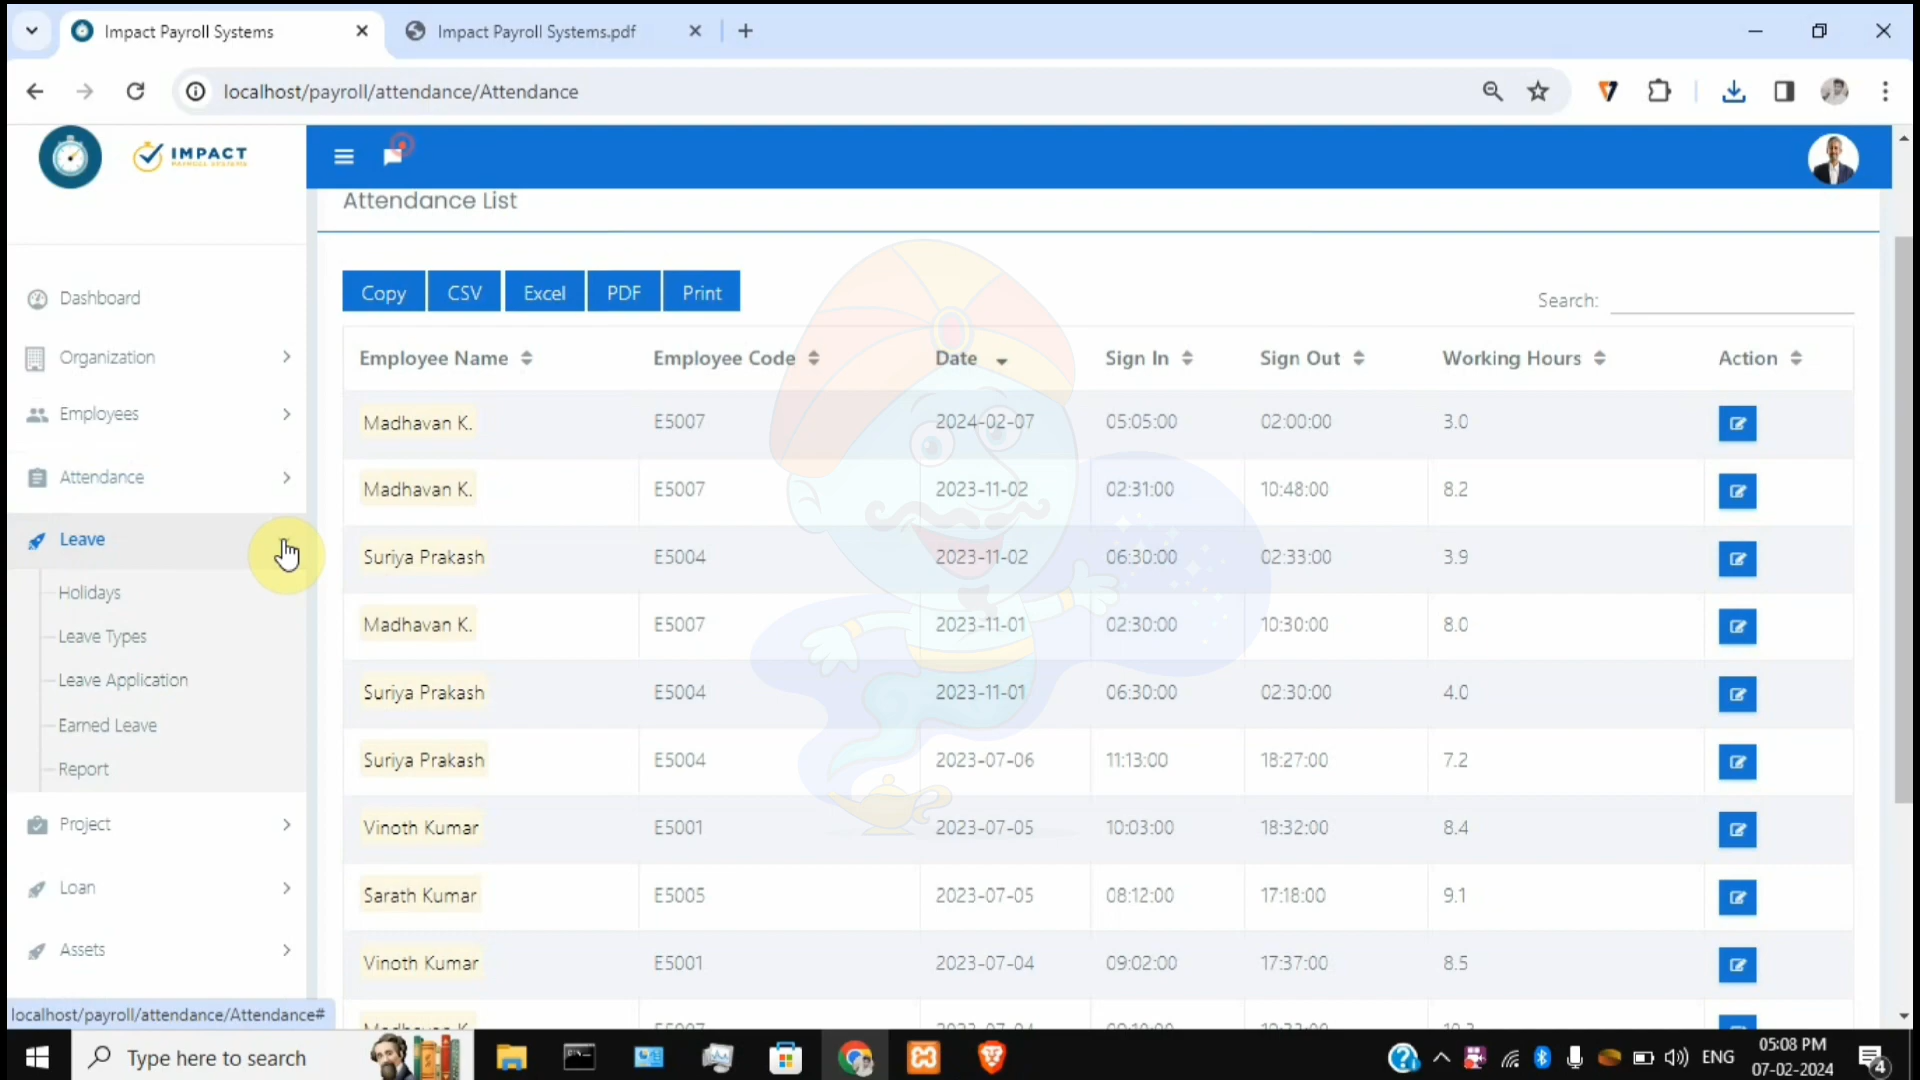 Impact Payroll Systems
Impact Payroll Systems.pdf
localhost/payroll/attendance/Attendance
IMPACT
PAYROLL SYSTEMS
Attendance List
Copy CSV Excel PDF Print
Search:
Employee Name Employee Code Date Sign In Sign Out Working Hours Action
Madhavan K. E5007 2024-02-07 05:05:00 02:00:00 3.0
Madhavan K. E5007 2023-11-02 02:31:00 10:48:00 8.2
Suriya Prakash E5004 2023-11-02 06:30:00 02:33:00 3.9
Madhavan K. E5007 2023-11-01 02:30:00 10:30:00 8.0
Suriya Prakash E5004 2023-11-01 06:30:00 02:30:00 4.0
Suriya Prakash E5004 2023-07-06 11:13:00 18:27:00 7.2
Vinoth Kumar E5001 2023-07-05 10:03:00 18:32:00 8.4
Sarath Kumar E5005 2023-07-05 08:12:00 17:18:00 9.1
Vinoth Kumar E5001 2023-07-04 09:02:00 17:37:00 8.5
Dashboard
Organization
Employees
Attendance
Leave
Holidays
Leave Types
Leave Application
Earned Leave
Report
Project
Loan
Assets
localhost/payroll/attendance/Attendance#
Type here to search
ENG
05:08 PM
07-02-2024
4